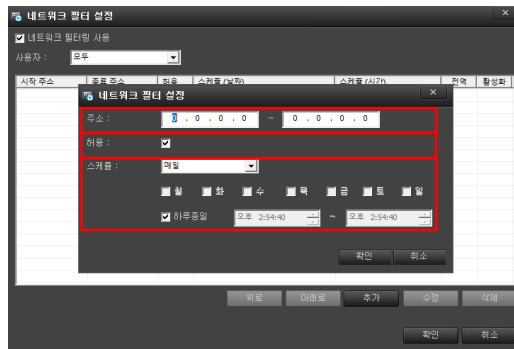 네트워크 필터 설정
네트워크 필터링 사용
사용자 : 모두
시작 주소 종료 주소 허용 스케쥴 (날짜) 스케쥴 (시간) 전역 활성화
네트워크 필터 설정
주소 : 0 . 0 . 0 . 0 ~ 0 . 0 . 0 . 0
허용 :
스케쥴 : 매일
월 화 수 목 금 토 일
하루종일 오후 2:54:40 ~ 오후 2:54:40
확인 취소
위로 아래로 추가 수정 삭제
확인 취소